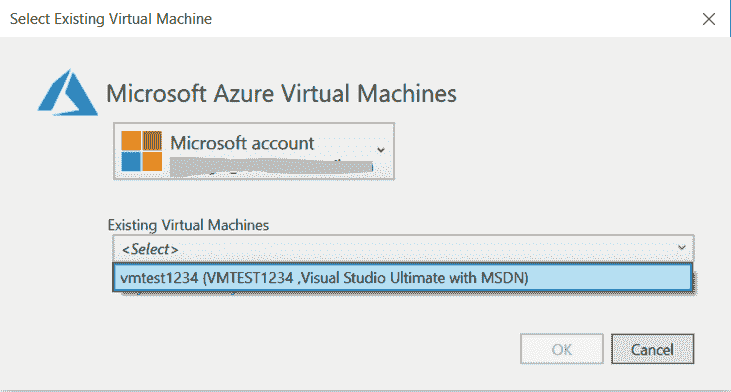 Select Existing Virtual Machine
Microsoft Azure Virtual Machines
Microsoft account
Existing Virtual Machines
<Select>
vmtest1234 (VMTEST1234 ,Visual Studio Ultimate with MSDN)
OK
Cancel